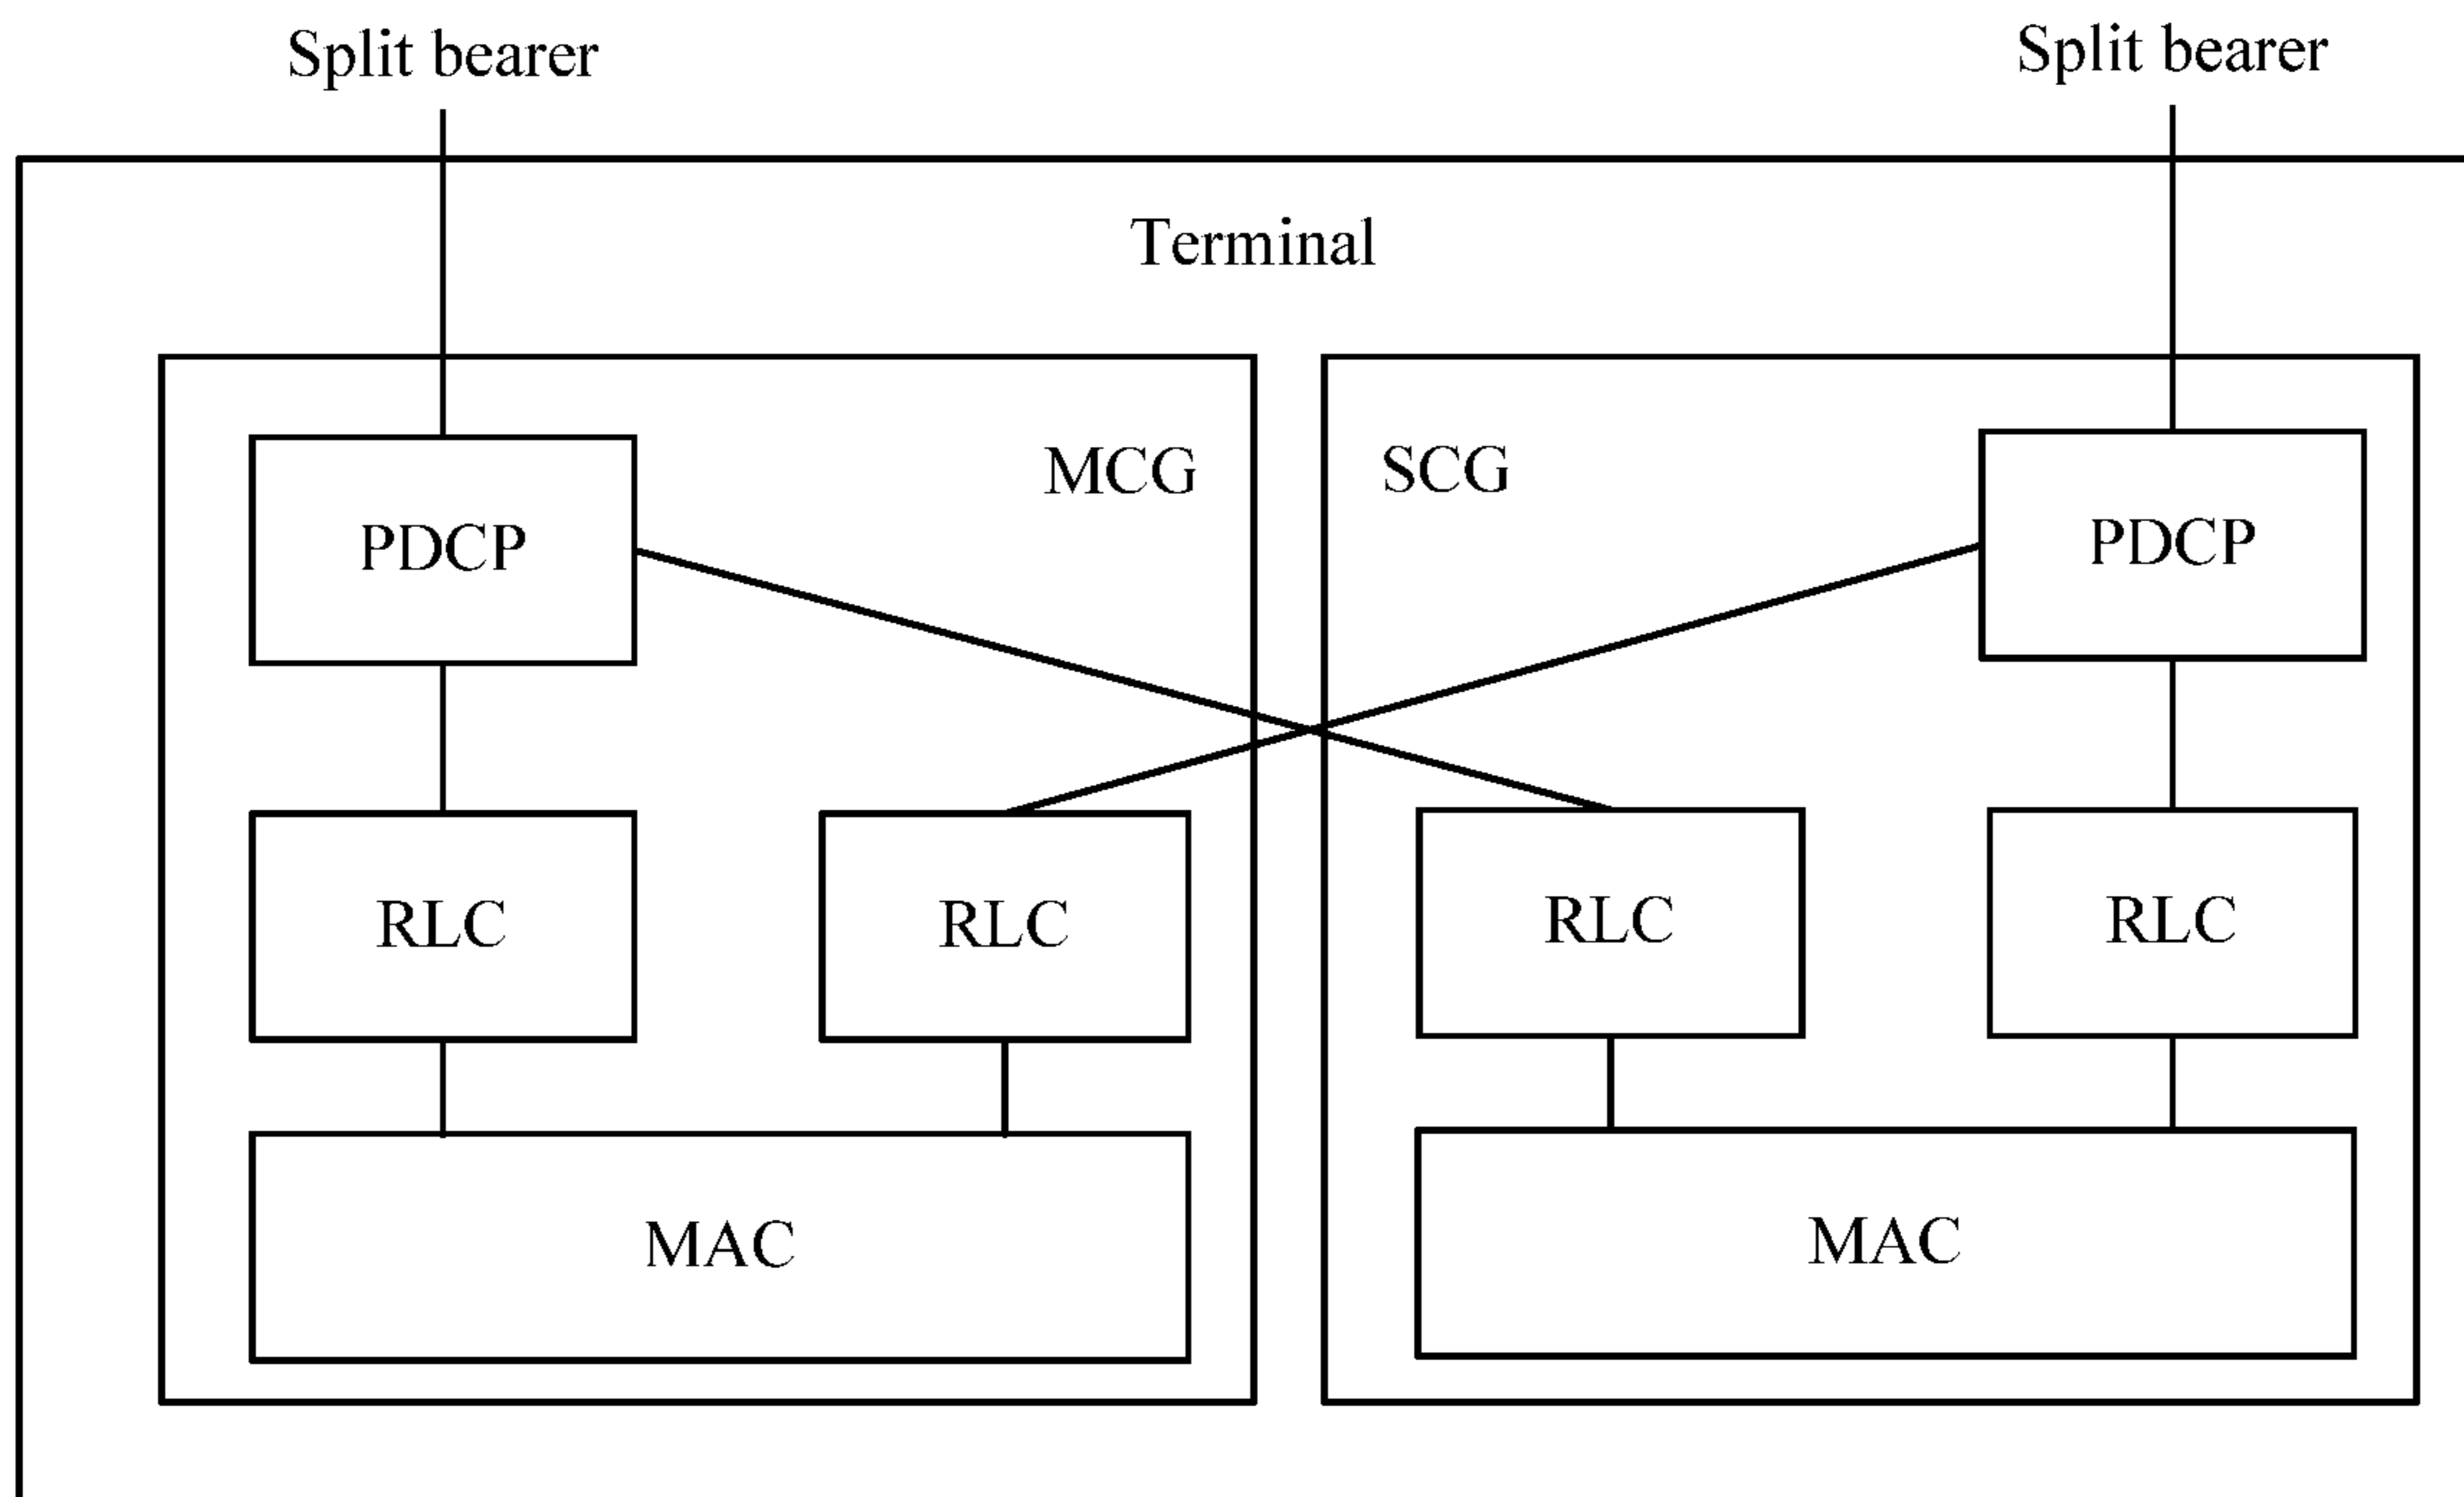 Split bearer
Split bearer
Terminal
MCG
SCG
PDCP
PDCP
RLC
RLC
RLC
RLC
MAC
MAC